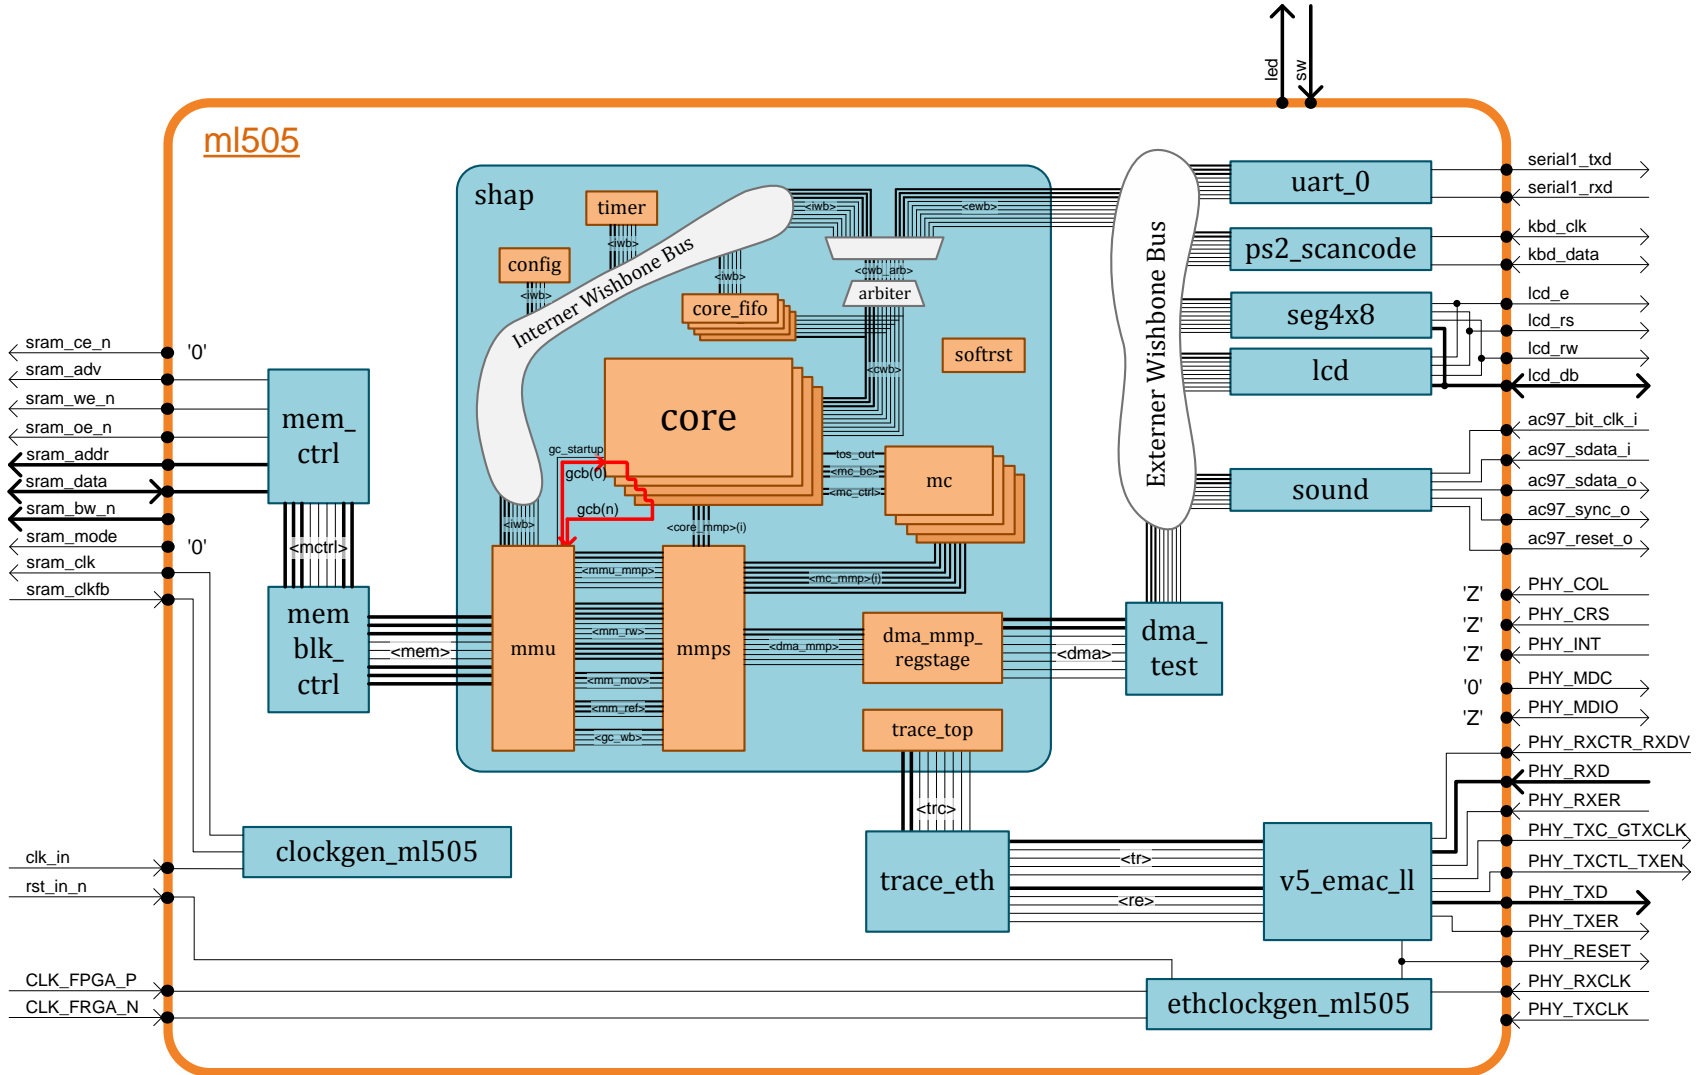 led
sw
ml505
shap
timer
<iwb>
config
<iwb>
Interner Wishbone Bus
<iwb>
<ewb>
<iwb>
<cwb_arb>
arbiter
core_fifo
<cwb>
softrst
core
gc_startup
gcb(0)
gcb(n)
tos_out
<mc_bc>
<mc_ctrl>
mc
<iwb>
<core_mmp>(i)
<mmu_mmp>
<mc_mmp>(i)
mmu
<mm_rw>
mmps
<dma_mmp>
dma_mmp_
regstage
<mm_mov>
<mm_ref>
<gc_wb>
trace_top
<trc>
<dma>
dma_
test
Externer Wishbone Bus
uart_0
ps2_scancode
seg4x8
lcd
sound
serial1_txd
serial1_rxd
kbd_clk
kbd_data
lcd_e
lcd_rs
lcd_rw
lcd_db
ac97_bit_clk_i
ac97_sdata_i
ac97_sdata_o
ac97_sync_o
ac97_reset_o
'Z' PHY_COL
'Z' PHY_CRS
'Z' PHY_INT
'0' PHY_MDC
'Z' PHY_MDIO
PHY_RXCTR_RXDV
PHY_RXD
PHY_RXER
PHY_TXC_GTXCLK
PHY_TXCTL_TXEN
PHY_TXD
PHY_TXER
PHY_RESET
PHY_RXCLK
PHY_TXCLK
sram_ce_n '0'
sram_adv
sram_we_n
sram_oe_n
sram_addr
sram_data
sram_bw_n
sram_mode '0'
sram_clk
sram_clkfb
mem_
ctrl
<mctrl>
mem
blk_
ctrl
<mem>
clockgen_ml505
clk_in
rst_in_n
CLK_FPGA_P
CLK_FRGA_N
trace_eth
<tr>
<re>
v5_emac_ll
ethclockgen_ml505